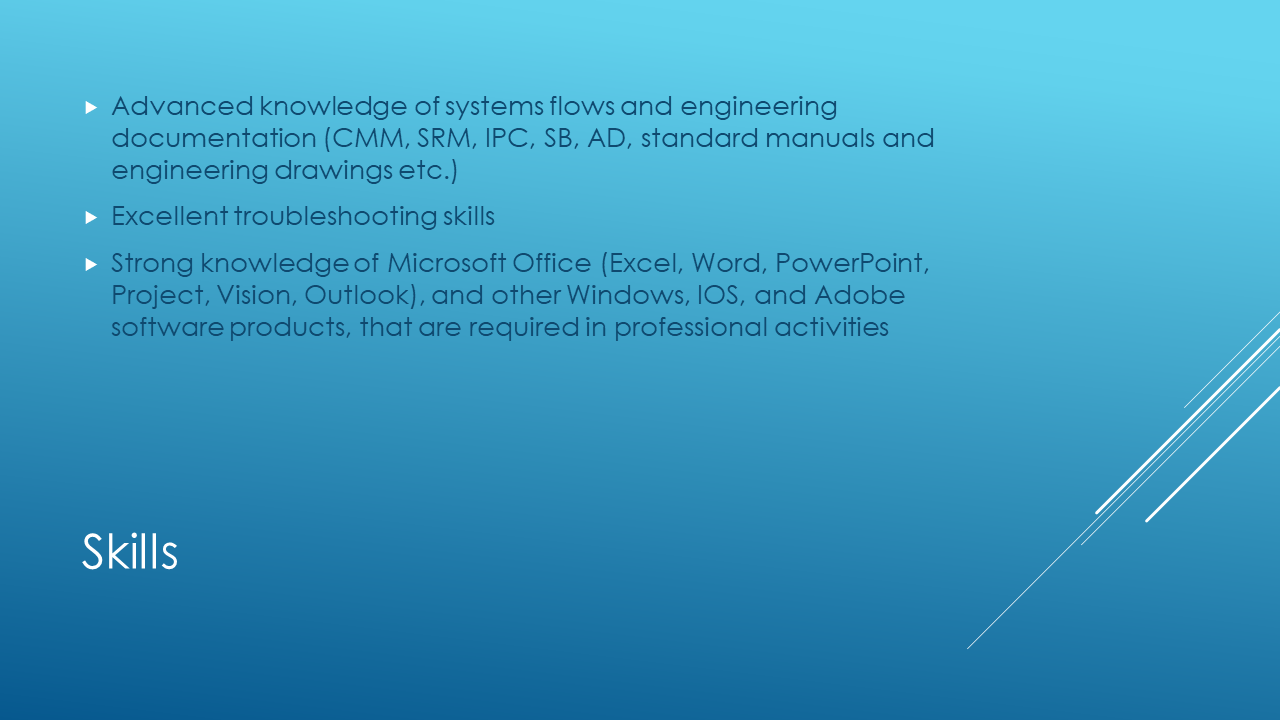 Advanced knowledge of systems flows and engineering
documentation (CMM, SRM, IPC, SB, AD, standard manuals and
engineering drawings etc.)
Excellent troubleshooting skills
Strong knowledge of Microsoft Office (Excel, Word, PowerPoint,
Project, Vision, Outlook), and other Windows, IOS, and Adobe
software products, that are required in professional activities
Skills